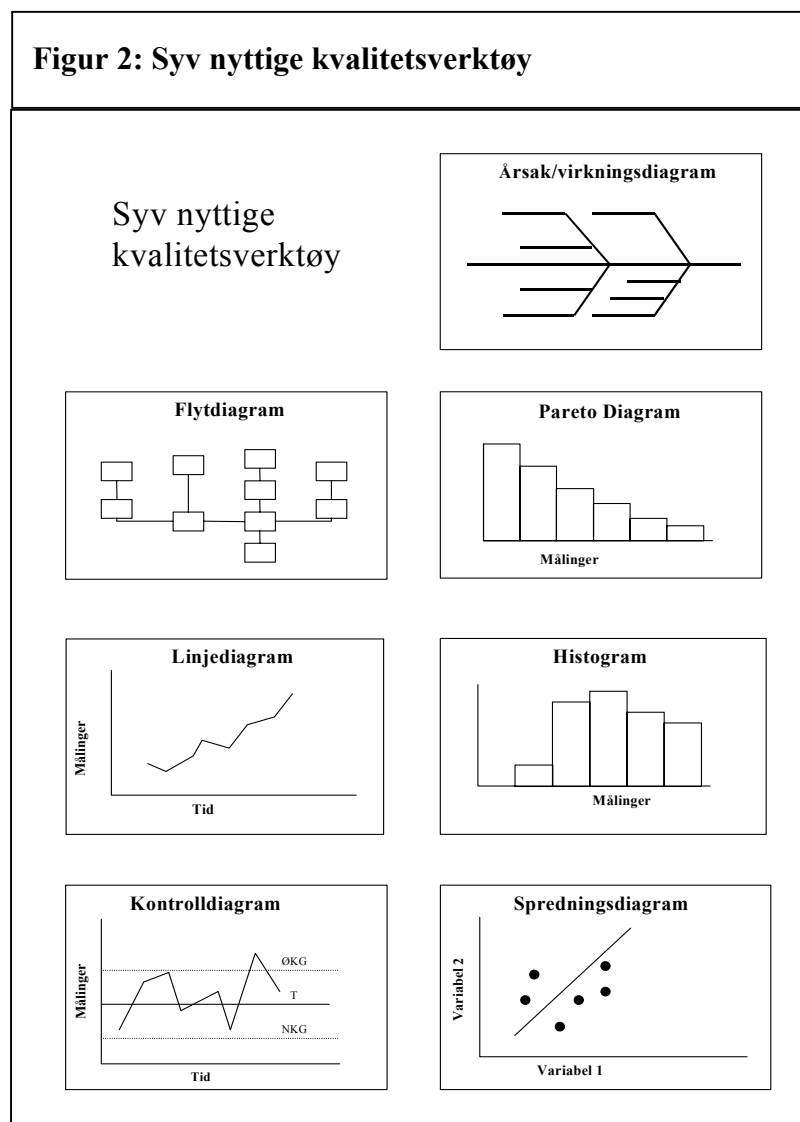 Figur 2: Syv nyttige kvalitetsverktøy
Syv nyttige
kvalitetsverktøy
Årsak/virkningsdiagram
Flytdiagram
Pareto Diagram
Målinger
Linjediagram
Målinger
Tid
Histogram
Målinger
Kontrolldiagram
Målinger
ØKG
T
NKG
Tid
Spredningsdiagram
Variabel 2
Variabel 1